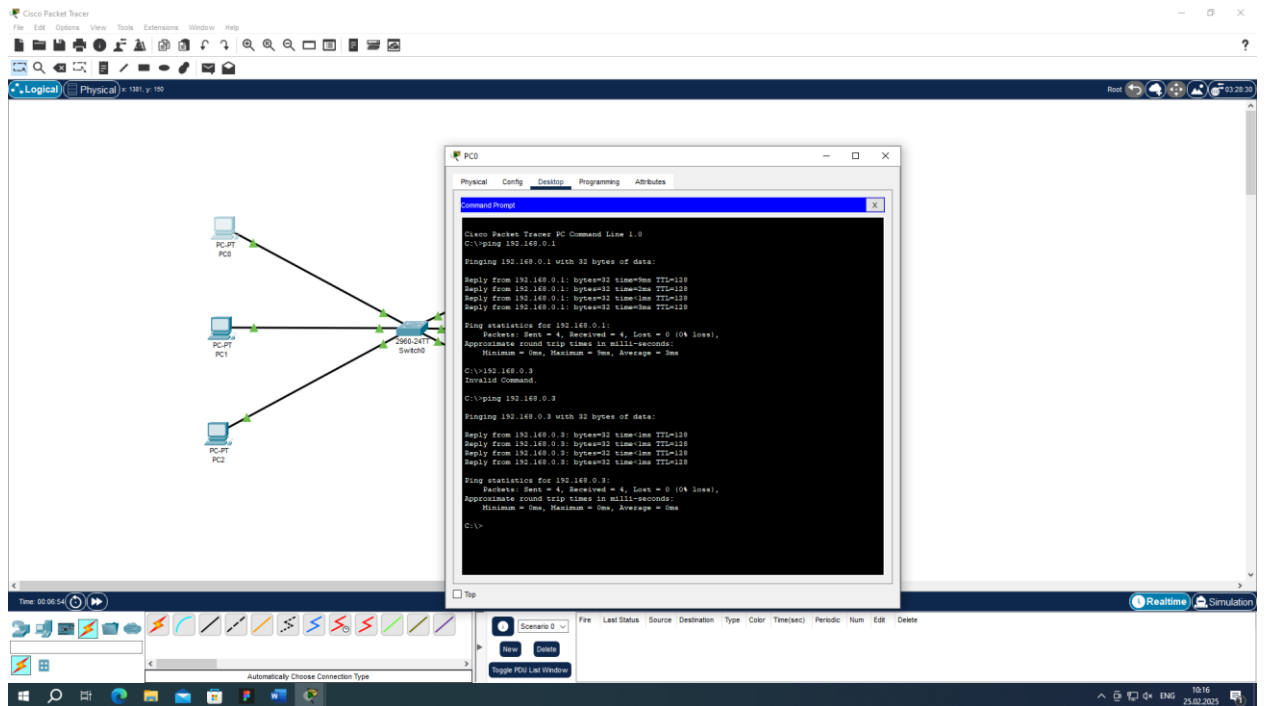 Cisco Packet Tracer
File Edit Options View Tools Extensions Window Help
?
Logical Physical x: 1381, y: 150
Root 03:28:30
PC0
Physical Config Desktop Programming Attributes
Command Prompt X
Cisco Packet Tracer PC Command Line 1.0
C:\>ping 192.168.0.1
Pinging 192.168.0.1 with 32 bytes of data:
Reply from 192.168.0.1: bytes=32 time=9ms TTL=128
Reply from 192.168.0.1: bytes=32 time=2ms TTL=128
Reply from 192.168.0.1: bytes=32 time<1ms TTL=128
Reply from 192.168.0.1: bytes=32 time=3ms TTL=128
Ping statistics for 192.168.0.1:
Packets: Sent = 4, Received = 4, Lost = 0 (0% loss),
Approximate round trip times in milli-seconds:
Minimum = 0ms, Maximum = 9ms, Average = 3ms
C:\>192.168.0.3
Invalid Command.
C:\>ping 192.168.0.3
Pinging 192.168.0.3 with 32 bytes of data:
Reply from 192.168.0.3: bytes=32 time<1ms TTL=128
Reply from 192.168.0.3: bytes=32 time<1ms TTL=128
Reply from 192.168.0.3: bytes=32 time<1ms TTL=128
Reply from 192.168.0.3: bytes=32 time<1ms TTL=128
Ping statistics for 192.168.0.3:
Packets: Sent = 4, Received = 4, Lost = 0 (0% loss),
Approximate round trip times in milli-seconds:
Minimum = 0ms, Maximum = 0ms, Average = 0ms
C:\>
Top
PC-PT
PC0
PC-PT
PC1
2960-24TT
Switch0
PC-PT
PC2
Time: 00:06:54
Realtime Simulation
Scenario 0
New Delete
Toggle PDU List Window
Fire Last Status Source Destination Type Color Time(sec) Periodic Num Edit Delete
Automatically Choose Connection Type
ENG
10:16
25.02.2025